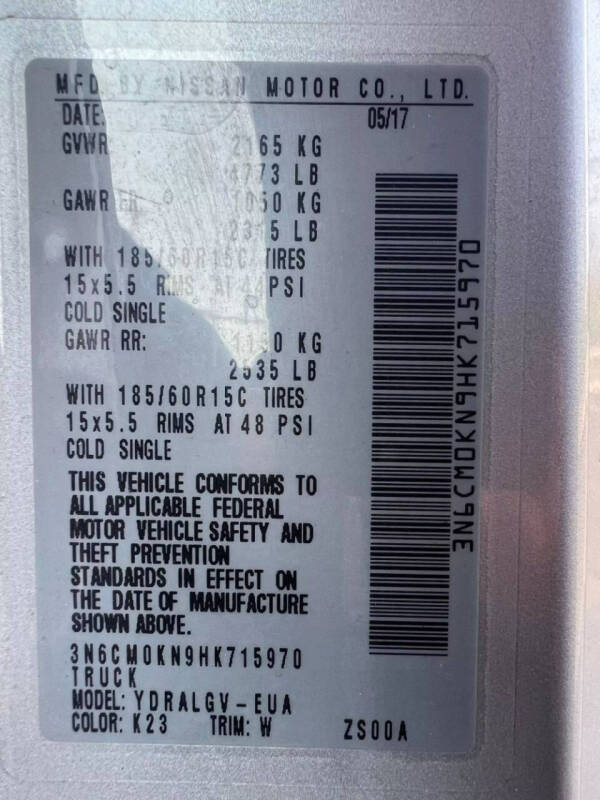 MFD BY NISSAN MOTOR CO., LTD.
DATE: 05/17
GVWR 2165 KG
4773 LB
GAWR FR: 1050 KG
2315 LB
WITH 185/60R15C TIRES
15x5.5 RIMS AT 44 PSI
COLD SINGLE
GAWR RR: 1150 KG
2535 LB
WITH 185/60R15C TIRES
15x5.5 RIMS AT 48 PSI
COLD SINGLE
THIS VEHICLE CONFORMS TO
ALL APPLICABLE FEDERAL
MOTOR VEHICLE SAFETY AND
THEFT PREVENTION
STANDARDS IN EFFECT ON
THE DATE OF MANUFACTURE
SHOWN ABOVE.
3N6CM0KN9HK715970
TRUCK
MODEL: YDRALGV-EUA
COLOR: K23 TRIM: W ZS00A
3N6CM0KN9HK715970